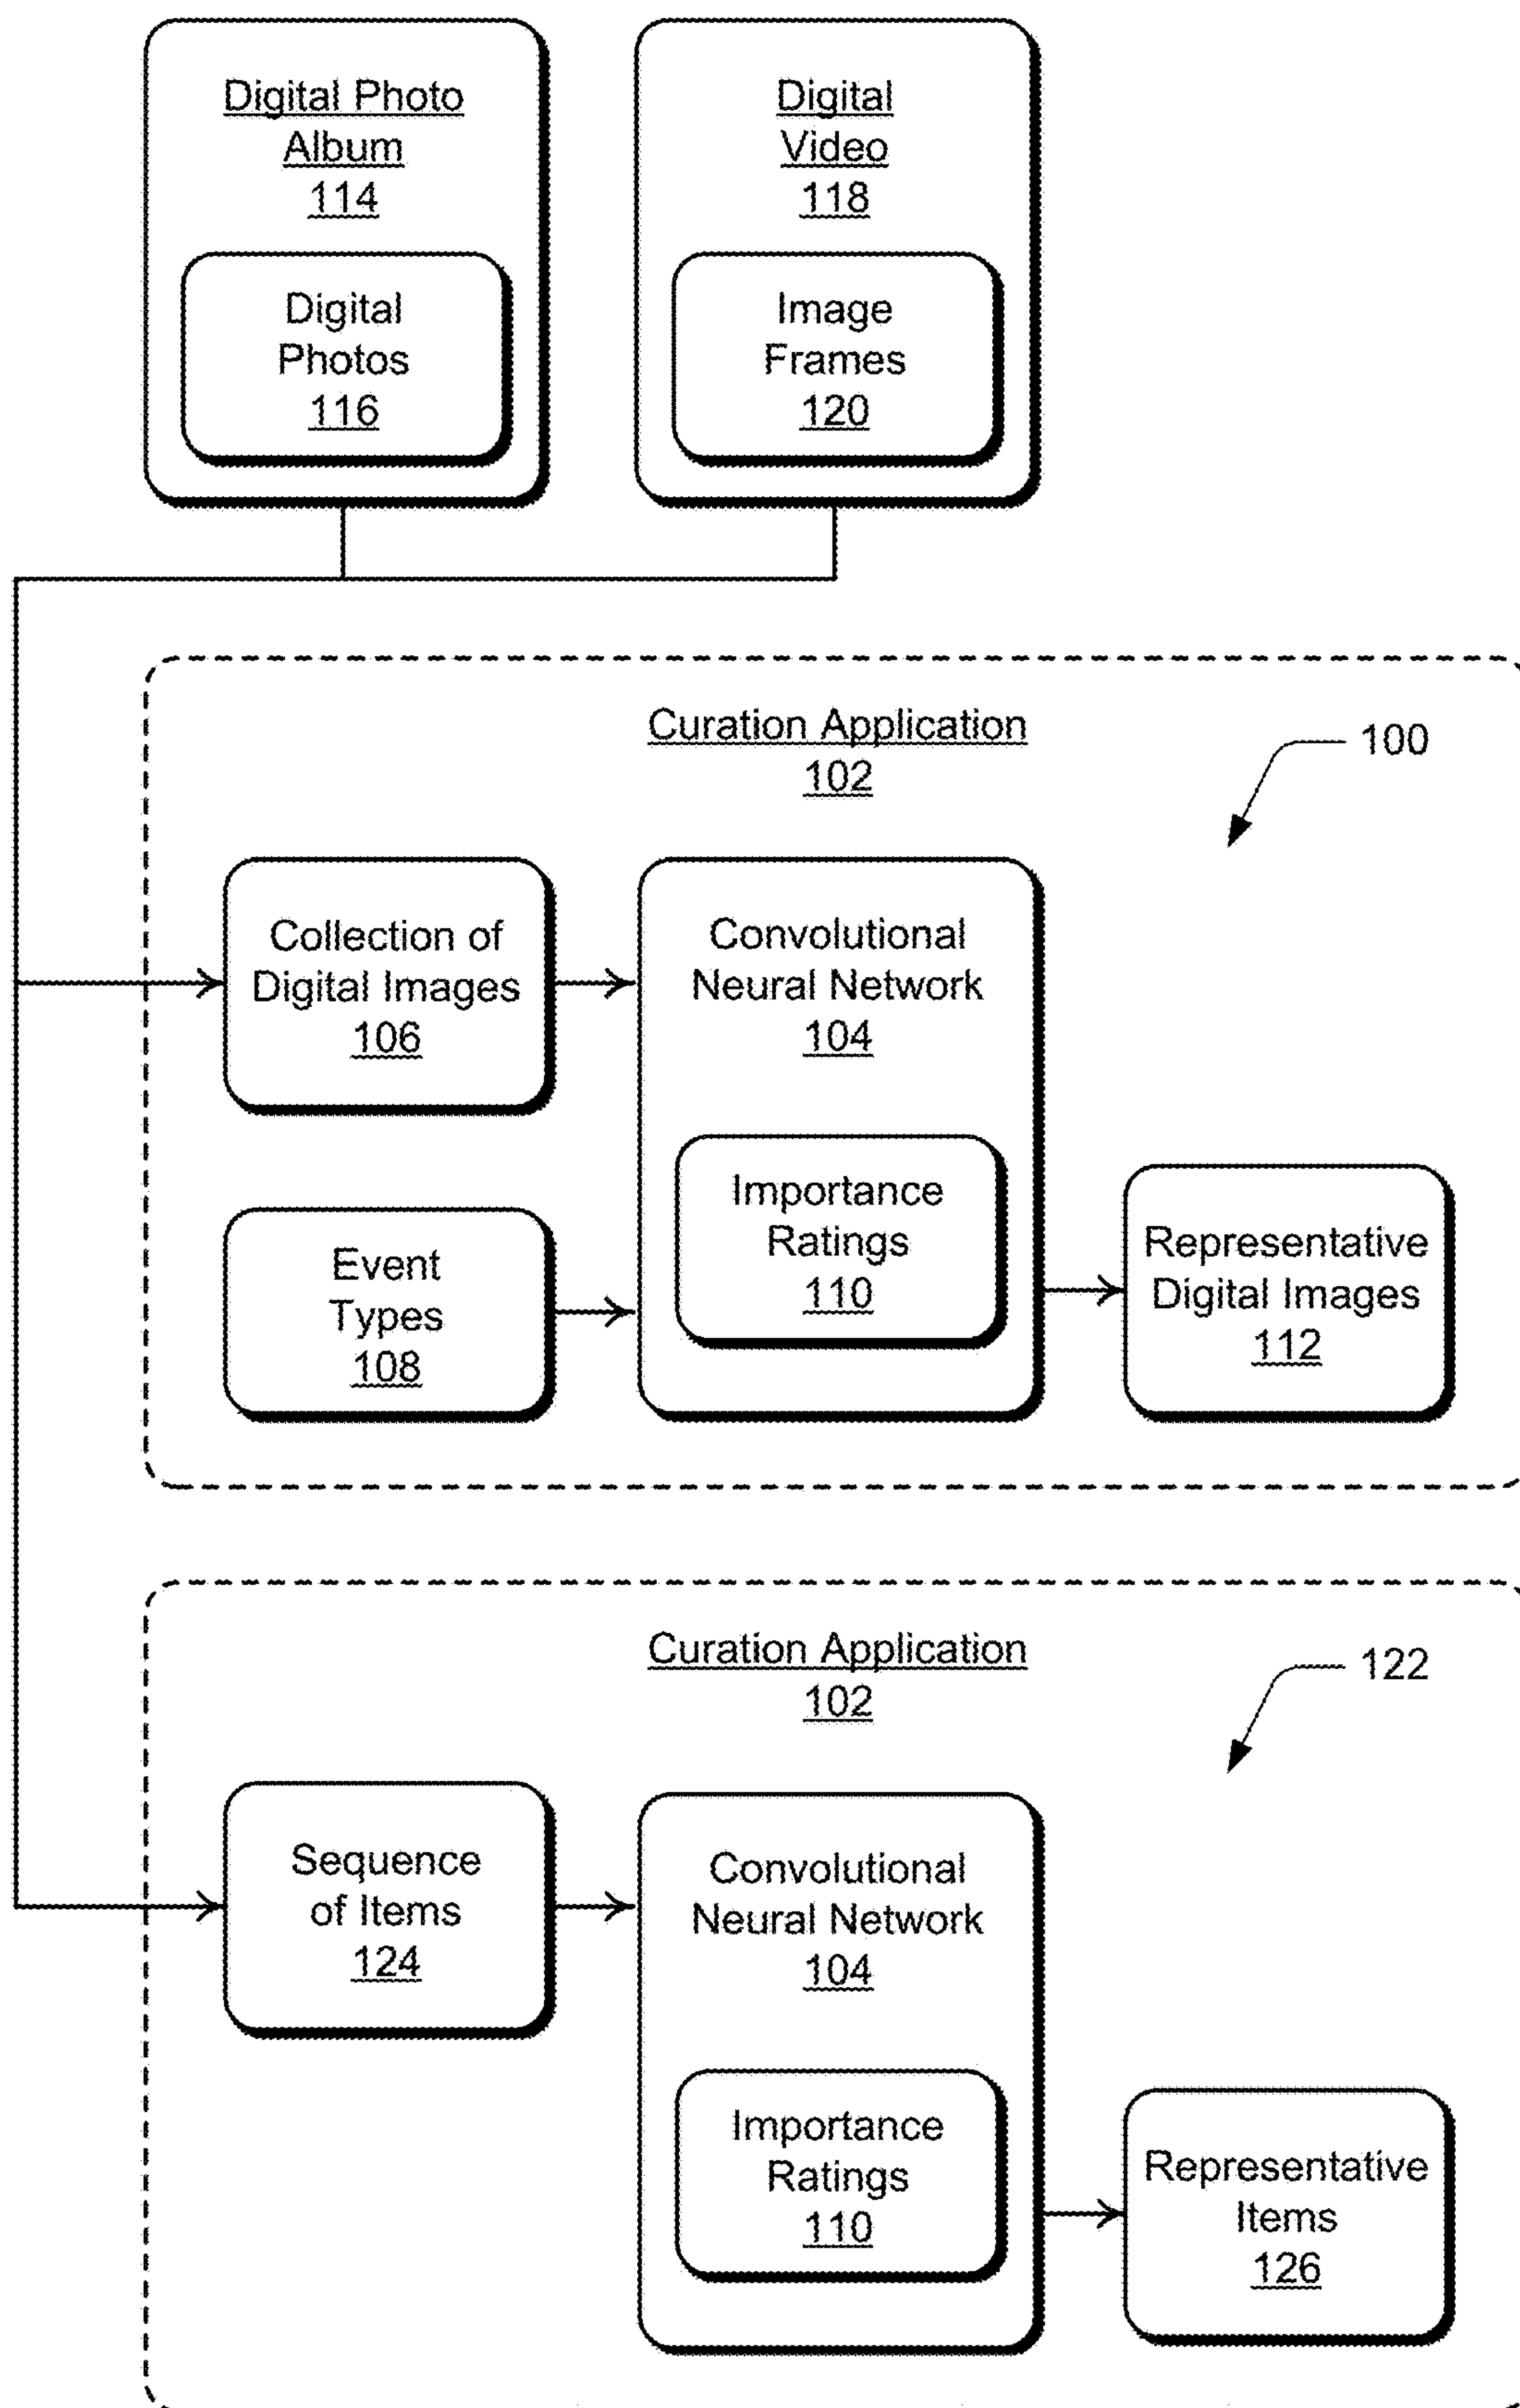 Digital Photo
Album
114
Digital
Photos
116
Digital
Video
118
Image
Frames
120
Curation Application
102
100
Collection of
Digital Images
106
Convolutional
Neural Network
104
Importance
Ratings
110
Event
Types
108
Representative
Digital Images
112
Curation Application
102
122
Sequence
of Items
124
Convolutional
Neural Network
104
Importance
Ratings
110
Representative
Items
126